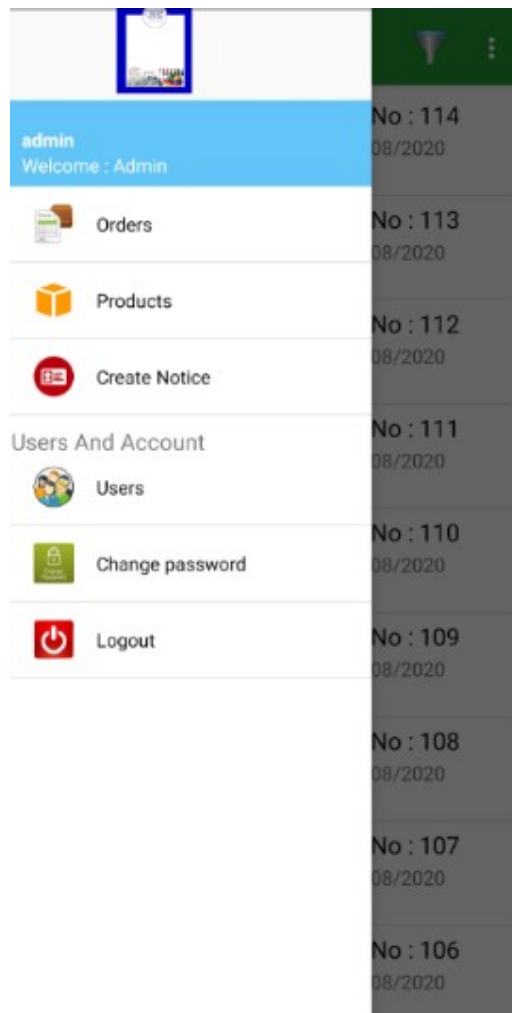 admin
Welcome : Admin
Orders
Products
Create Notice
Users And Account
Users
Change password
Logout
No : 114
08/2020
No : 113
08/2020
No : 112
08/2020
No : 111
08/2020
No : 110
08/2020
No : 109
08/2020
No : 108
08/2020
No : 107
08/2020
No : 106
08/2020